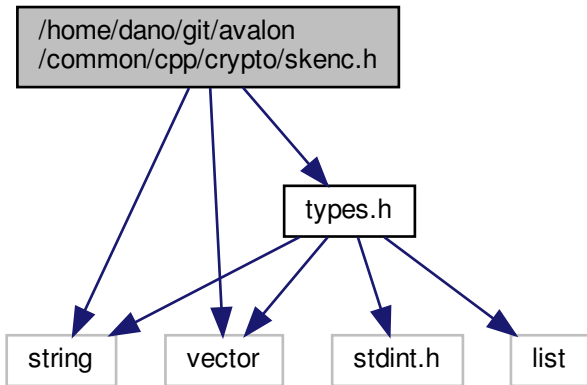 /home/dano/git/avalon
/common/cpp/crypto/skenc.h
types.h
string
vector
stdint.h
list